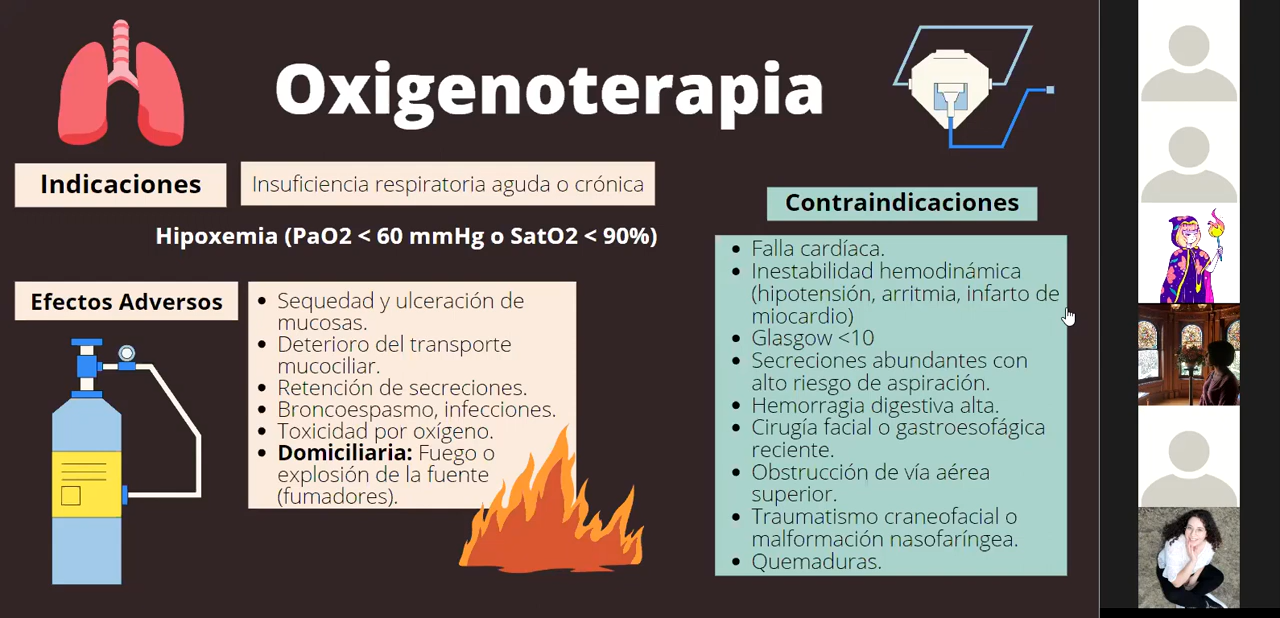 Oxigenoterapia
Indicaciones
Insuficiencia respiratoria aguda o crónica
Hipoxemia (PaO2 < 60 mmHg o SatO2 < 90%)
Efectos Adversos
• Sequedad y ulceración de
mucosas.
• Deterioro del transporte
mucociliar.
• Retención de secreciones.
• Broncoespasmo, infecciones.
• Toxicidad por oxígeno.
• Domiciliaria: Fuego o
explosión de la fuente
(fumadores).
Contraindicaciones
• Falla cardíaca.
• Inestabilidad hemodinámica
(hipotensión, arritmia, infarto de
miocardio)
• Glasgow <10
• Secreciones abundantes con
alto riesgo de aspiración.
• Hemorragia digestiva alta.
• Cirugía facial o gastroesofágica
reciente.
• Obstrucción de vía aérea
superior.
• Traumatismo craneofacial o
malformación nasofaríngea.
• Quemaduras.